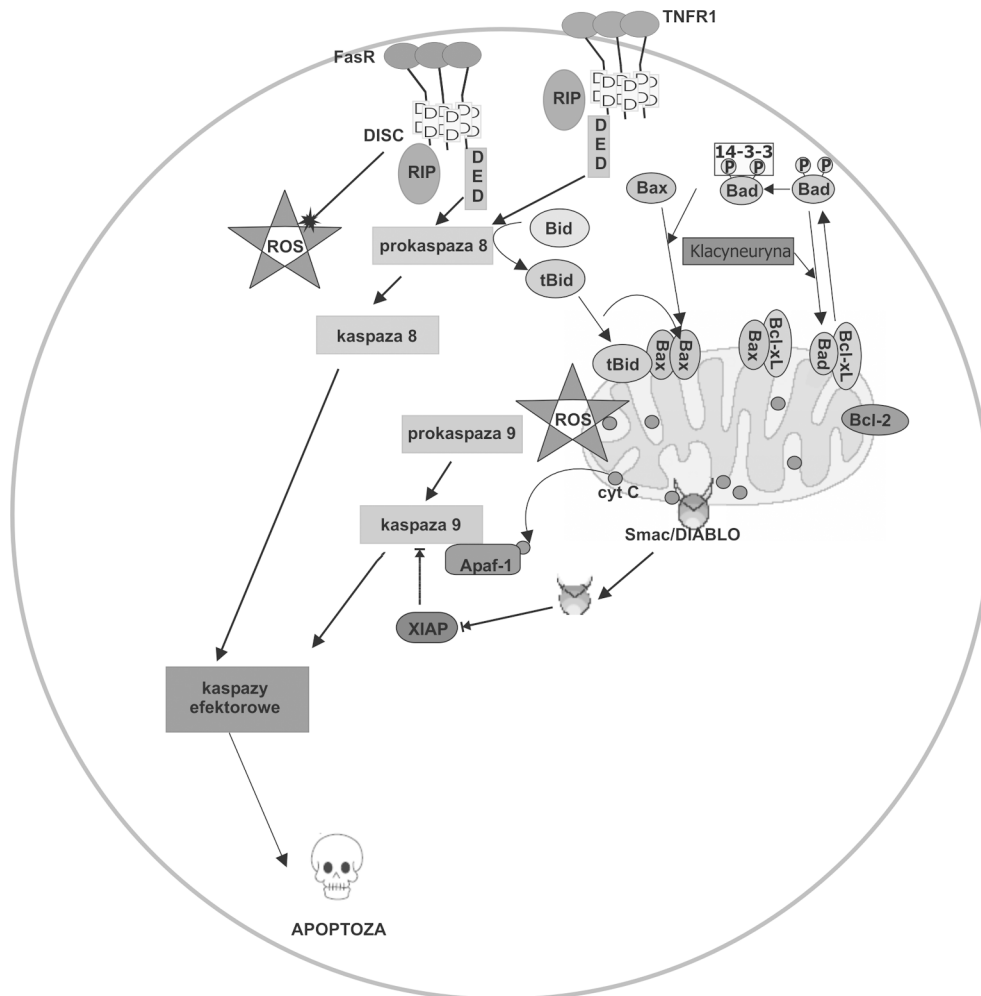 TNFR1
FasR
D D D D
D D D D
D D D D
D D D D
RIP
DISC
D
E
D
RIP
D
E
D
14-3-3
P P
Bad
P P
Bad
Bax
ROS
prokaspaza 8
Bid
Klacyneuryna
tBid
kaspaza 8
tBid
Bax
Bax
Bax
Bcl-xL
Bad
Bcl-xL
ROS
Bcl-2
prokaspaza 9
cyt C
kaspaza 9
Smac/DIABLO
Apaf-1
XIAP
kaspazy
efektorowe
APOPTOZA